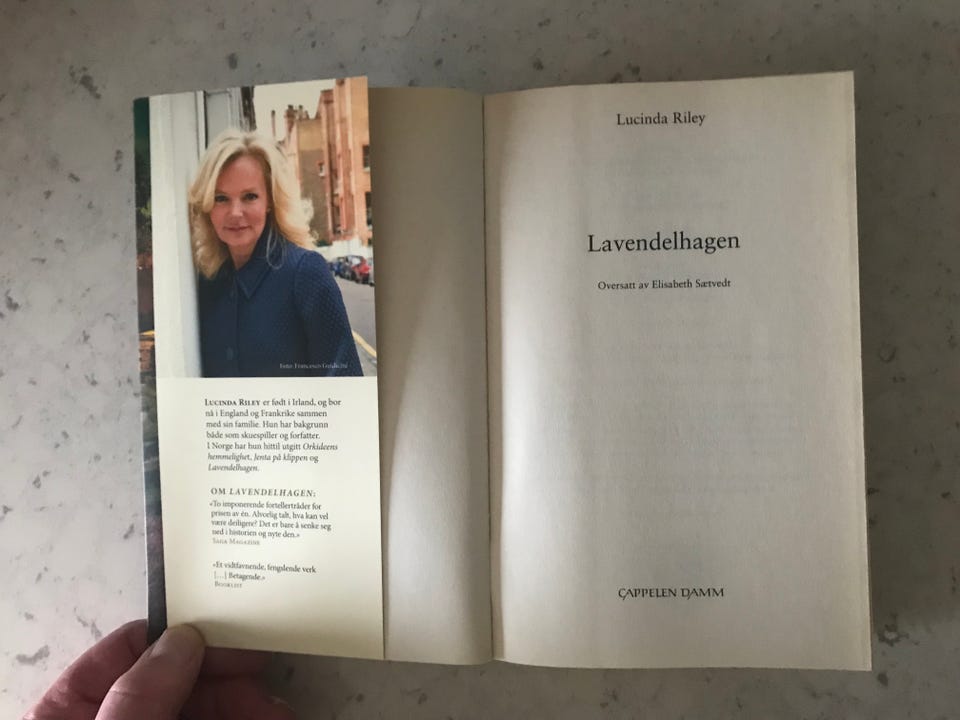 Foto: Francesco Guidicini
LUCINDA RILEY er født i Irland, og bor
nå i England og Frankrike sammen
med sin familie. Hun har bakgrunn
både som skuespiller og forfatter.
I Norge har hun hittil utgitt Orkideens
hemmelighet, Jenta på klippen og
Lavendelhagen.
OM LAVENDELHAGEN:
«To imponerende fortellertråder for
prisen av én. Alvorlig talt, hva kan vel
være deiligere? Det er bare å senke seg
ned i historien og nyte den.»
SAGA MAGAZINE
«Et vidtfavnende, fengslende verk
[…] Betagende.»
BOOKLIST
Lucinda Riley
Lavendelhagen
Oversatt av Elisabeth Sætvedt
CAPPELEN DAMM